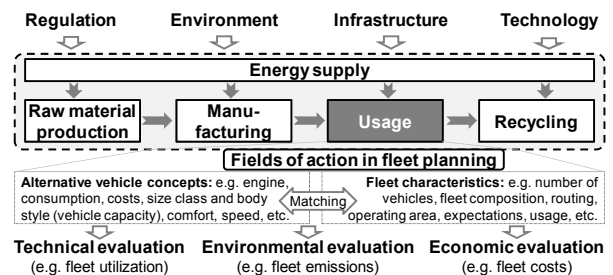 Regulation Environment Infrastructure Technology
Energy supply
Raw material
production
Manu-
facturing
Usage
Recycling
Fields of action in fleet planning
Alternative vehicle concepts: e.g. engine,
consumption, costs, size class and body
style (vehicle capacity), comfort, speed, etc.
Matching
Fleet characteristics: e.g. number of
vehicles, fleet composition, routing,
operating area, expectations, usage, etc.
Technical evaluation
(e.g. fleet utilization)
Environmental evaluation
(e.g. fleet emissions)
Economic evaluation
(e.g. fleet costs)